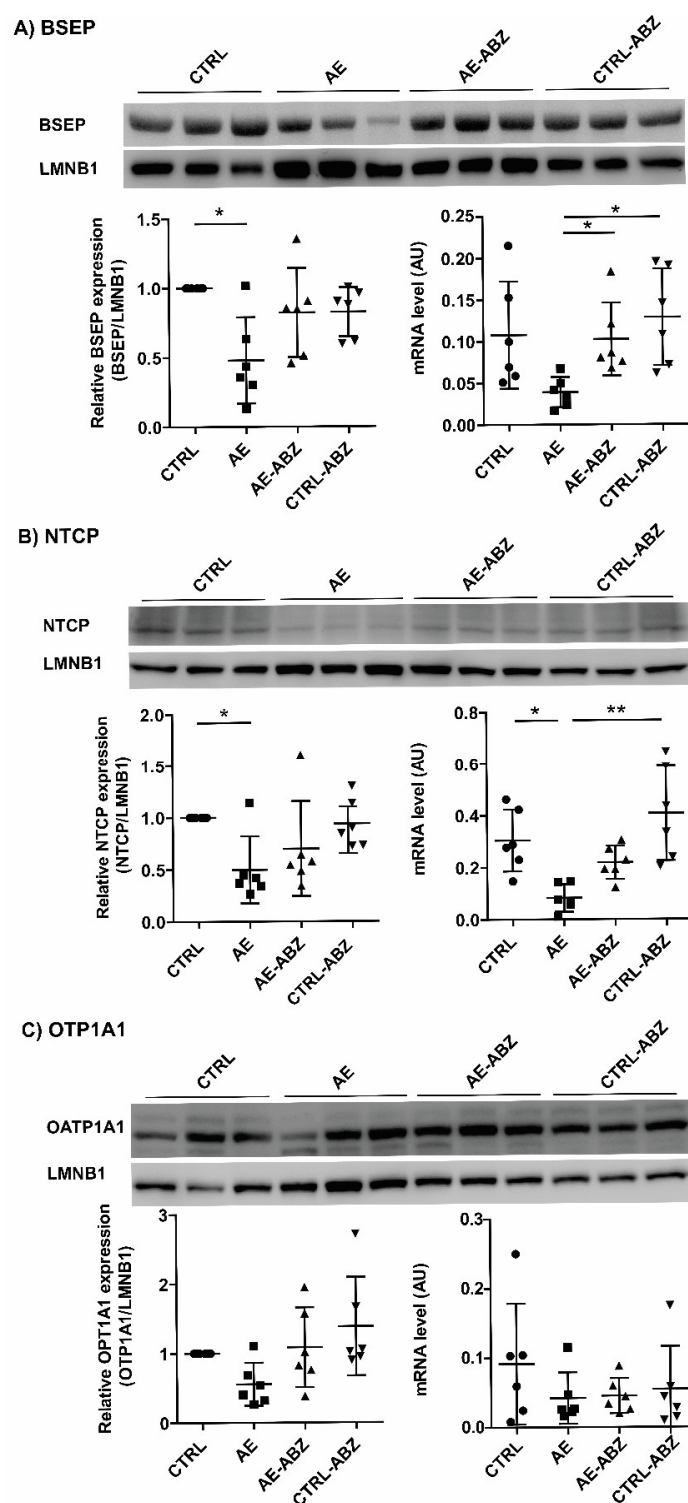 A) BSEP
CTRL
AE
AE-ABZ
CTRL-ABZ
BSEP
LMNB1
Relative BSEP expression
(BSEP/LMNB1)
1.5
1.0
0.5
0.0
*
CTRL
AE
AE-ABZ
CTRL-ABZ
mRNA level (AU)
0.25
0.20
0.15
0.10
0.05
0.00
*
*
CTRL
AE
AE-ABZ
CTRL-ABZ
B) NTCP
CTRL
AE
AE-ABZ
CTRL-ABZ
NTCP
LMNB1
Relative NTCP expression
(NTCP/LMNB1)
2.0
1.5
1.0
0.5
0.0
*
CTRL
AE
AE-ABZ
CTRL-ABZ
mRNA level (AU)
0.8
0.6
0.4
0.2
0.0
*
**
CTRL
AE
AE-ABZ
CTRL-ABZ
C) OTP1A1
CTRL
AE
AE-ABZ
CTRL-ABZ
OATP1A1
LMNB1
Relative OPT1A1 expression
(OTP1A1/LMNB1)
3
2
1
0
CTRL
AE
AE-ABZ
CTRL-ABZ
mRNA level (AU)
0.3
0.2
0.1
0.0
CTRL
AE
AE-ABZ
CTRL-ABZ